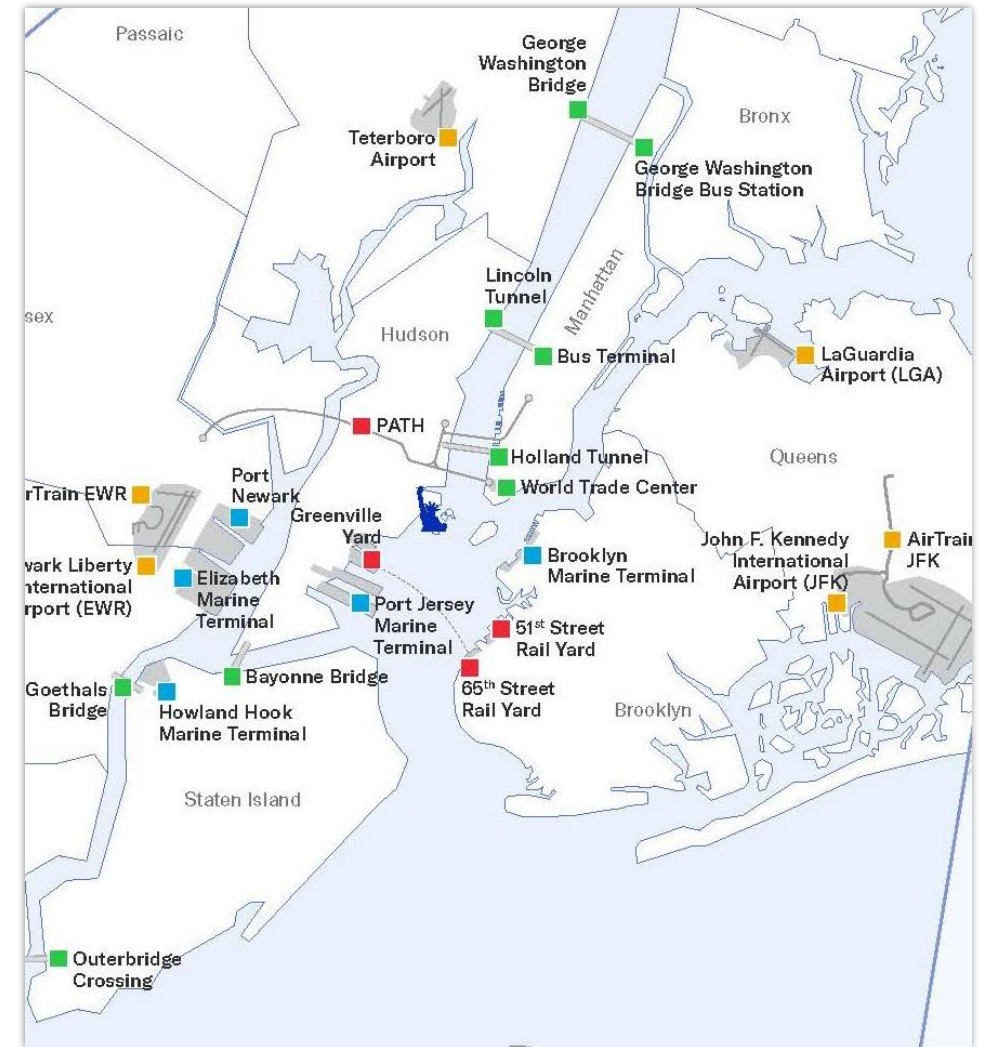 Passaic
George
Washington
Bridge
Bronx
Teterboro
Airport
George Washington
Bridge Bus Station
Lincoln
Tunnel
Manhattan
sex
Hudson
Bus Terminal
LaGuardia
Airport (LGA)
PATH
Holland Tunnel
Queens
Port
Newark
rTrain EWR
World Trade Center
Greenville
Yard
John F. Kennedy
International
Airport (JFK)
AirTrain
JFK
Brooklyn
Marine Terminal
wark Liberty
nternational
rport (EWR)
Elizabeth
Marine
Terminal
Port Jersey
Marine
Terminal
51st Street
Rail Yard
65th Street
Rail Yard
Bayonne Bridge
Goethals
Bridge
Howland Hook
Marine Terminal
Brooklyn
Staten Island
Outerbridge
Crossing